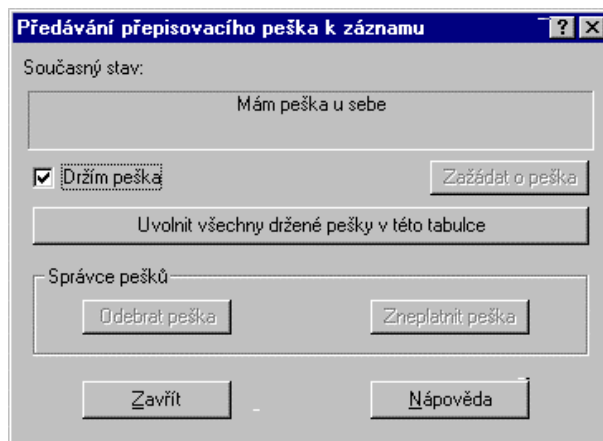 Předávání přepisovacího peška k záznamu
Současný stav:
Mám peška u sebe
Držím peška
Zažádat o peška
Uvolnit všechny držené pešky v této tabulce
Správce pešků
Odebrat peška
Zneplatnit peška
Zavřít
Nápověda